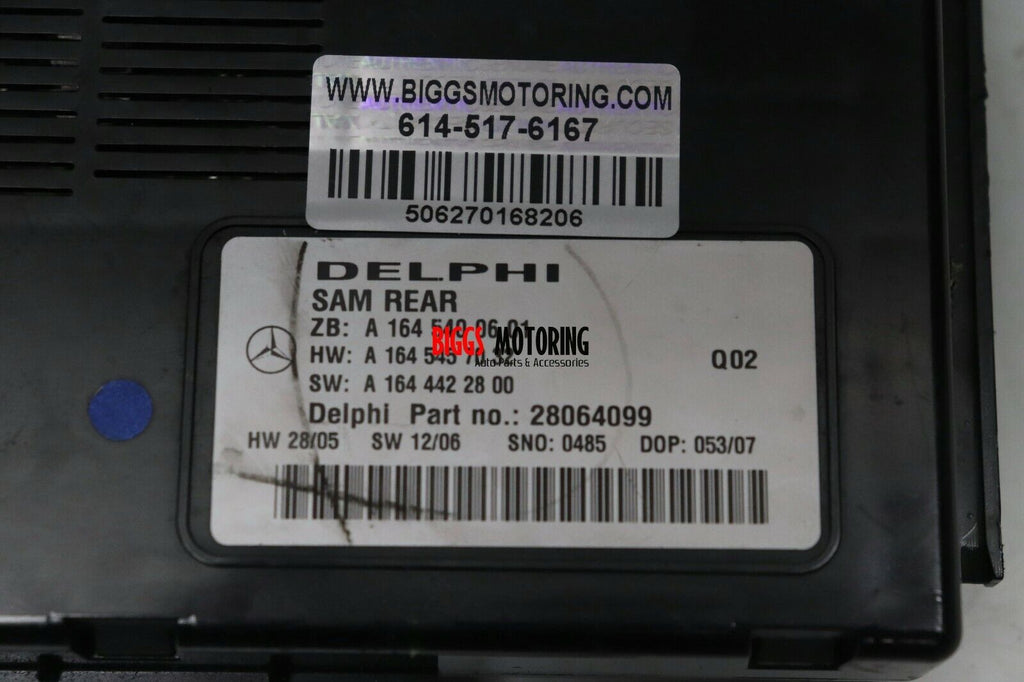 WWW.BIGGSMOTORING.COM
614-517-6167
506270168206
DELPHI
SAM REAR
ZB: A 164 01
BIGGS MOTORING
HW: A 164 545
Auto Parts & Accessories
Q02
SW: A 164 442 28 00
Delphi Part no.: 28064099
HW 28/05 SW 12/06 SNO: 0485 DOP: 053/07